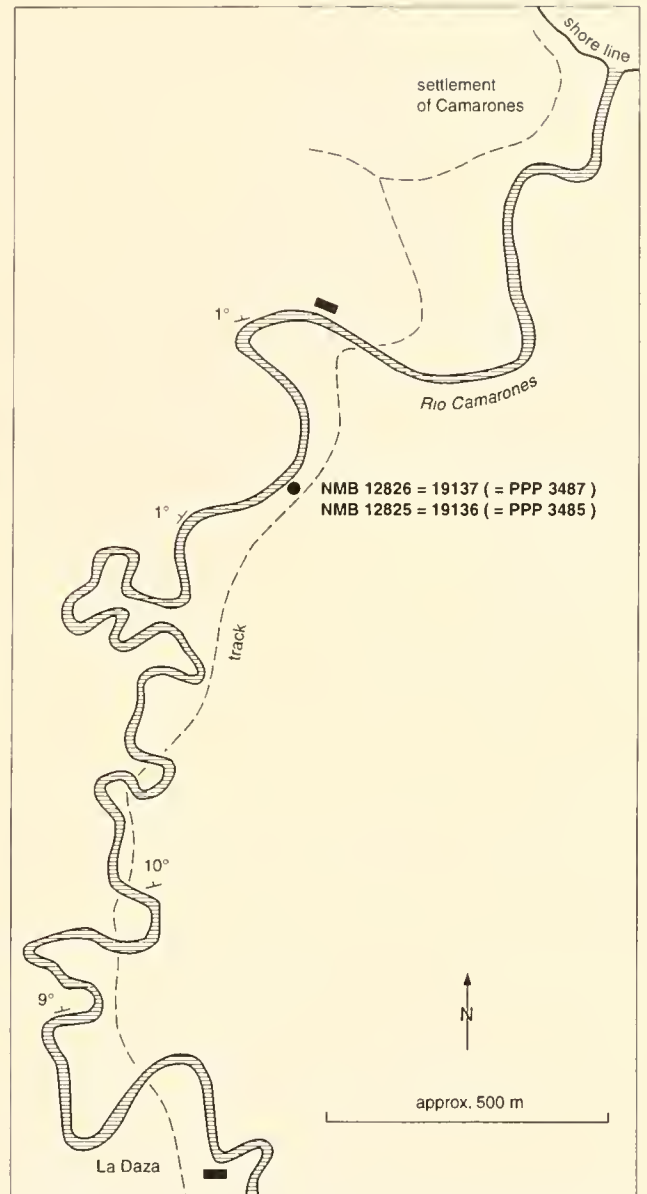 shore line
settlement
of Camarones
1°
Rio Camarones
NMB 12826 = 19137 ( = PPP 3487 )
NMB 12825 = 19136 ( = PPP 3485 )
1°
track
10°
9°
N
approx. 500 m
La Daza